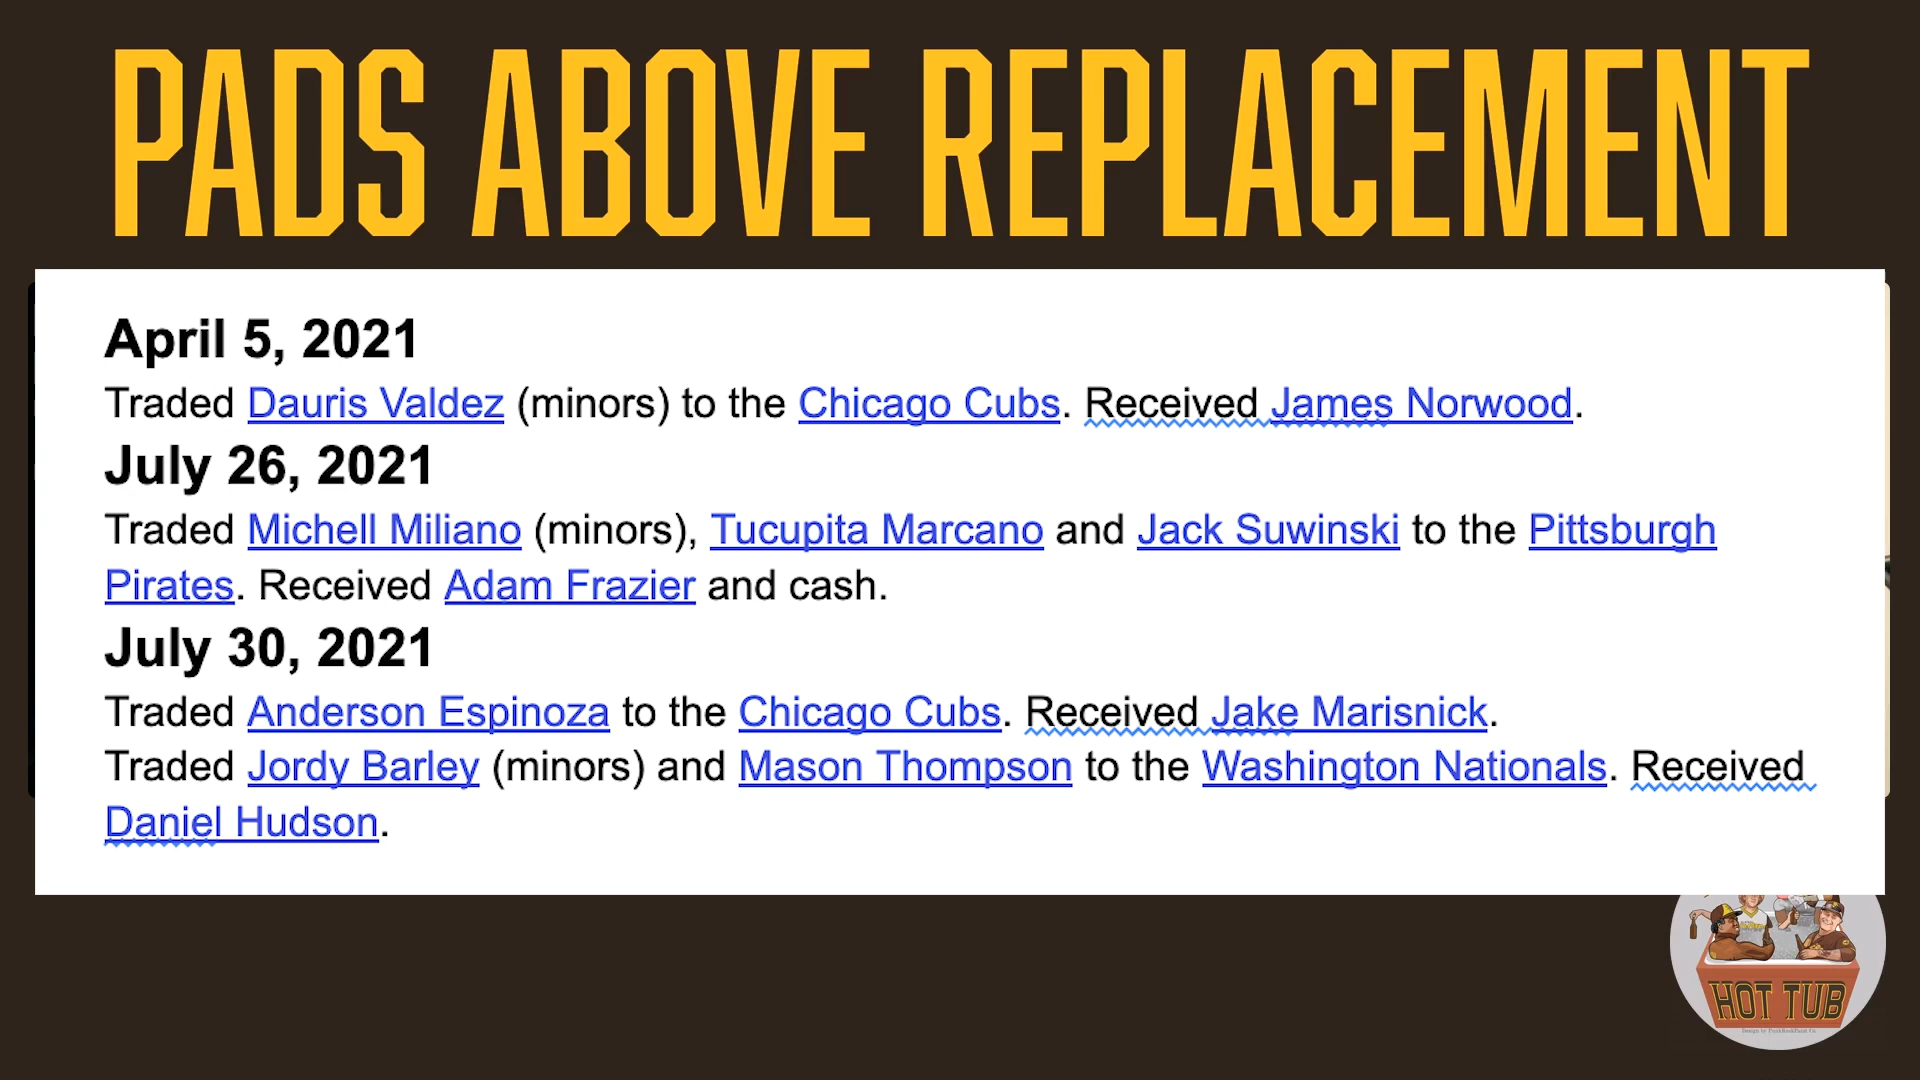 PADS ABOVE REPLACEMENT
April 5, 2021
Traded Dauris Valdez (minors) to the Chicago Cubs. Received James Norwood.
July 26, 2021
Traded Michell Miliano (minors), Tucupita Marcano and Jack Suwinski to the Pittsburgh
Pirates. Received Adam Frazier and cash.
July 30, 2021
Traded Anderson Espinoza to the Chicago Cubs. Received Jake Marisnick.
Traded Jordy Barley (minors) and Mason Thompson to the Washington Nationals. Received
Daniel Hudson.
HOT TUB